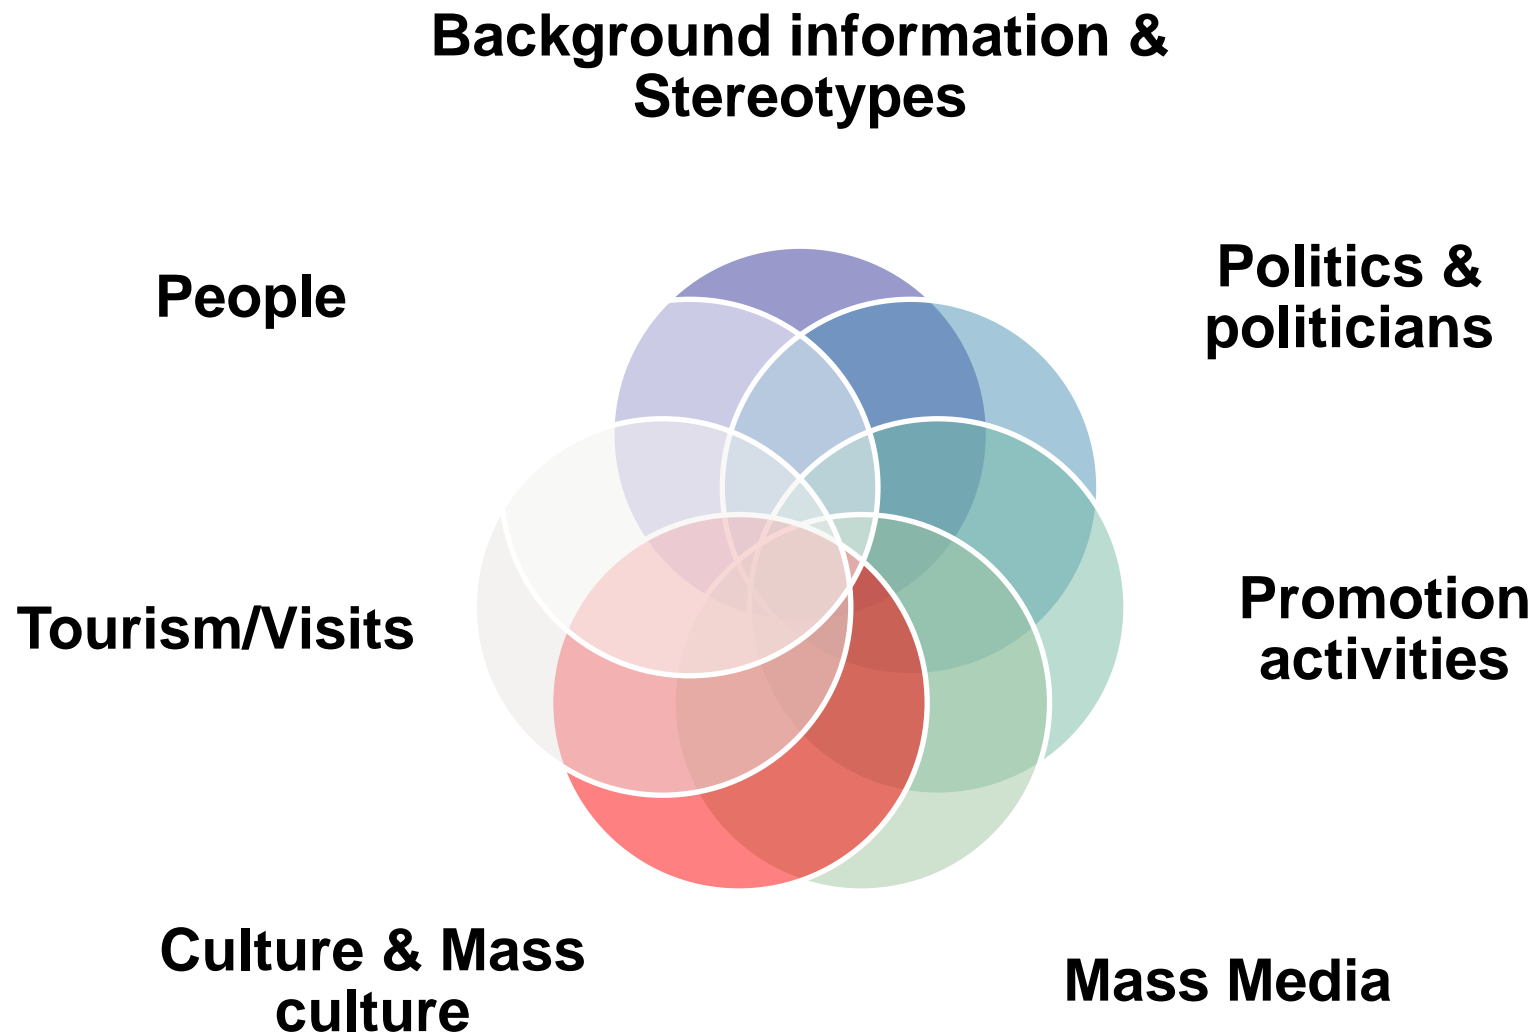 Background information &
Stereotypes
People
Politics &
politicians
Tourism/Visits
Promotion
activities
Culture & Mass
culture
Mass Media